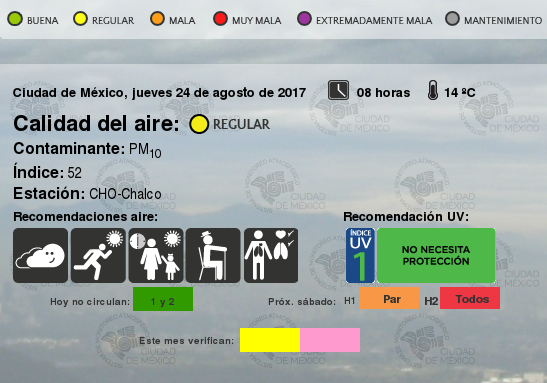 BUENA REGULAR MALA MUY MALA EXTREMADAMENTE MALA MANTENIMIENTO
Ciudad de México, jueves 24 de agosto de 2017 08 horas 14 ºC
Calidad del aire: REGULAR
Contaminante: PM10
Índice: 52
Estación: CHO-Chalco
Recomendaciones aire: Recomendación UV:
ÍNDICE
UV
1
NO NECESITA
PROTECCIÓN
Hoy no circulan: 1 y 2 Próx. sábado: H1 Par H2 Todos
Este mes verifican:
CIUDAD
DE MÉXICO